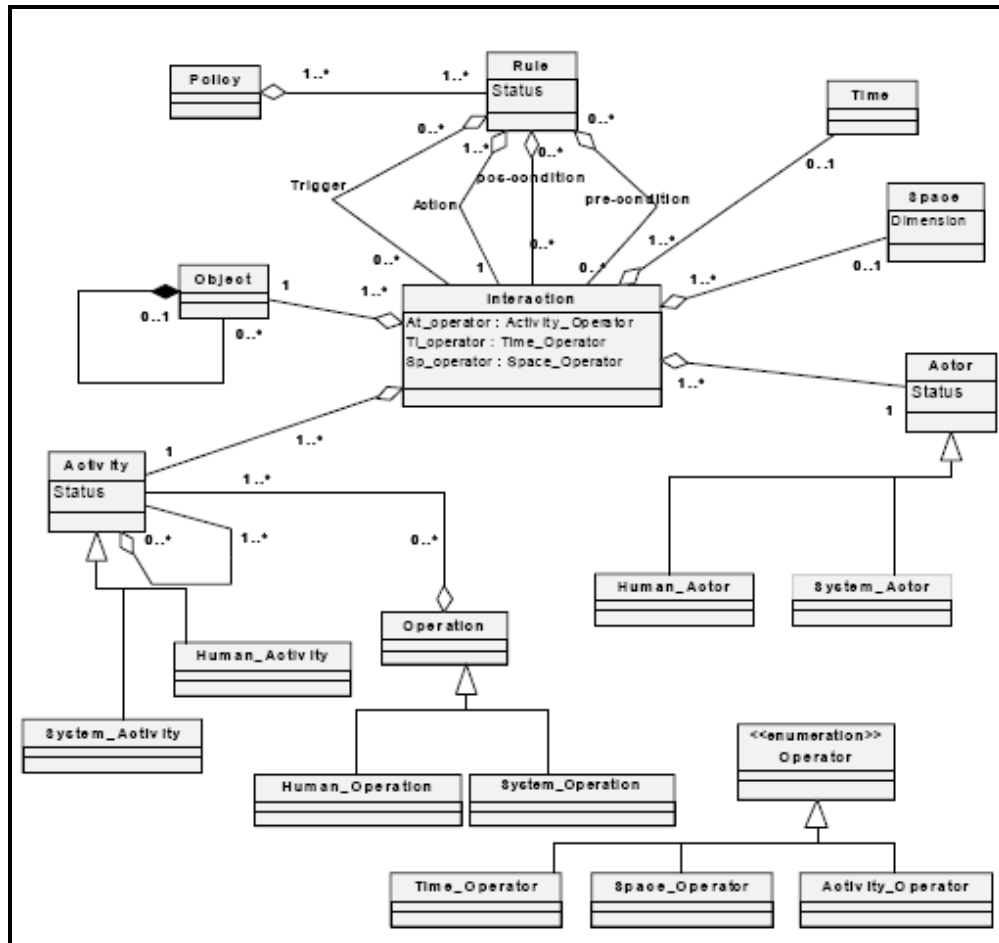 Policy
1..*
1..*
Rule
Status
Time
0..*
1..*
0..*
0..*
0..1
Trigger
Action
pos-condition
pre-condition
Space
Dimension
1..*
1..*
0..1
0..*
1
0..*
0..*
Object
1
1..*
0..1
0..*
Interaction
At_operator : Activity_Operator
Ti_operator : Time_Operator
Sp_operator : Space_Operator
1..*
1
Actor
Status
1
1..*
Activity
Status
1..*
0..*
1..*
0..*
Human_Actor
System_Actor
Operation
Human_Activity
System_Activity
<<enumeration>>
Operator
Human_Operation
System_Operation
Time_Operator
Space_Operator
Activity_Operator